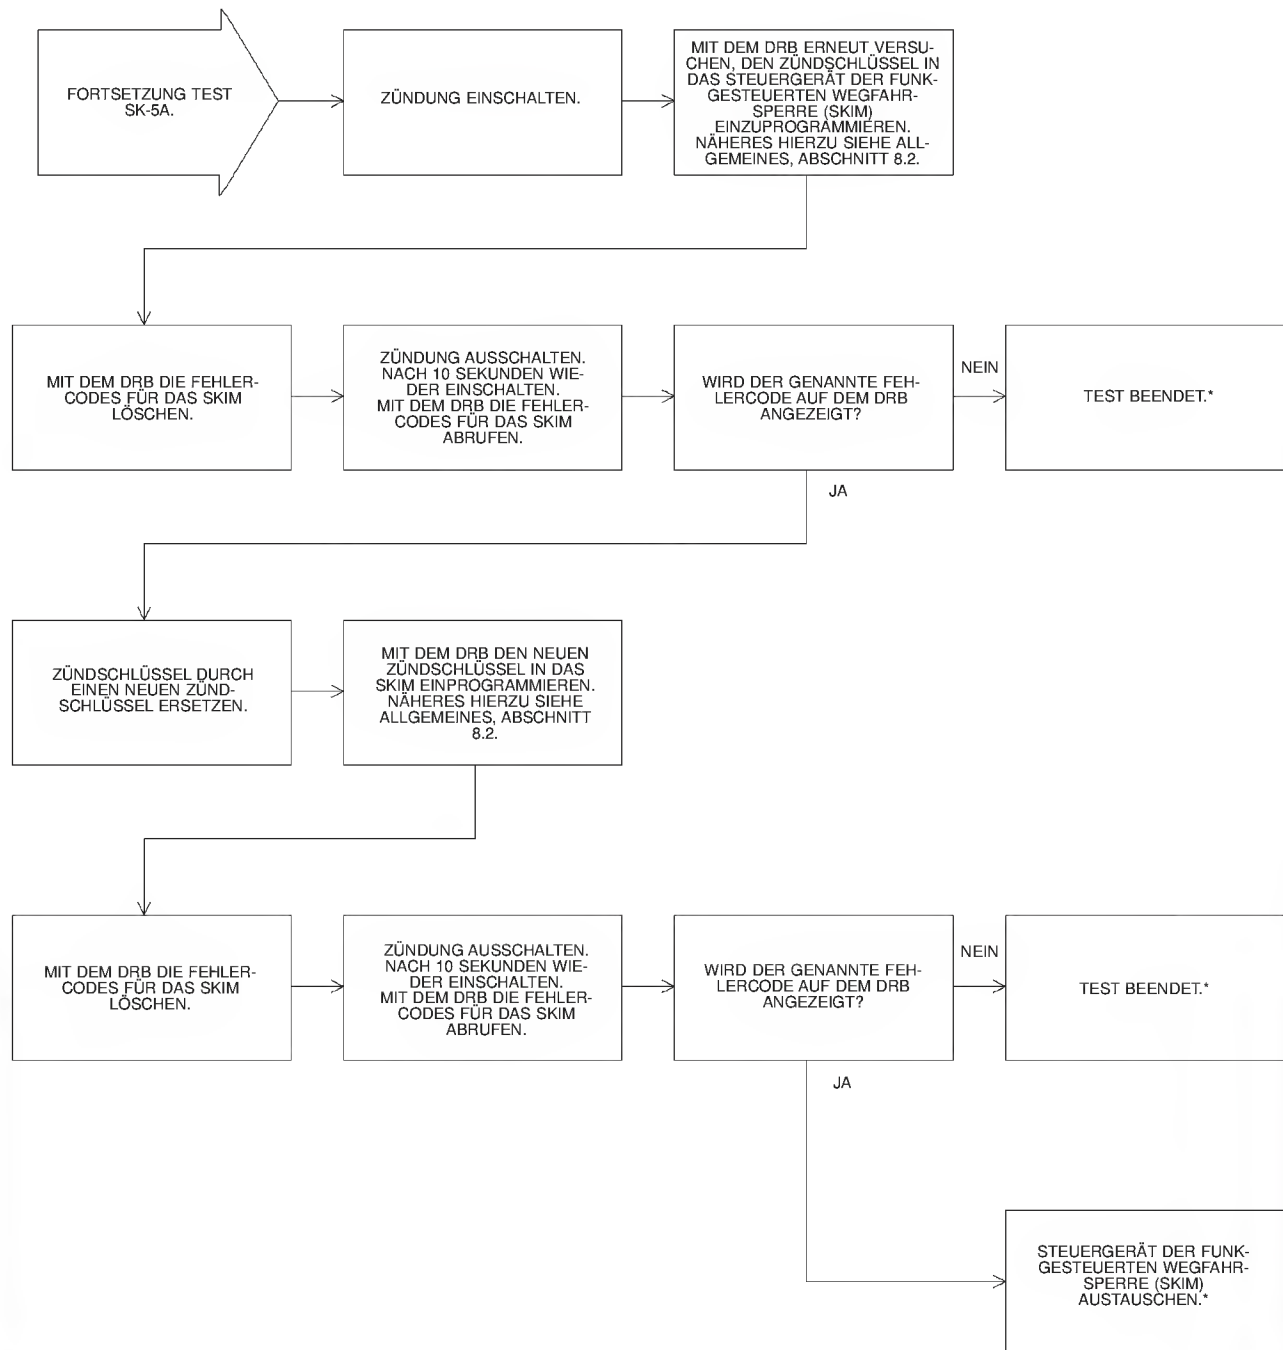 FORTSETZUNG TEST
SK-5A.
ZÜNDUNG EINSCHALTEN.
MIT DEM DRB ERNEUT VERSU-
CHEN, DEN ZÜNDSCHLÜSSEL IN
DAS STEUERGERÄT DER FUNK-
GESTEUERTEN WEGFAHR-
SPERRE (SKIM)
EINZUPROGRAMMIEREN.
NÄHERES HIERZU SIEHE ALL-
GEMEINES, ABSCHNITT 8.2.
MIT DEM DRB DIE FEHLER-
CODES FÜR DAS SKIM
LÖSCHEN.
ZÜNDUNG AUSSCHALTEN.
NACH 10 SEKUNDEN WIE-
DER EINSCHALTEN.
MIT DEM DRB DIE FEHLER-
CODES FÜR DAS SKIM
ABRUFEN.
WIRD DER GENANNTE FEH-
LERCODE AUF DEM DRB
ANGEZEIGT?
NEIN
TEST BEENDET.*
JA
ZÜNDSCHLÜSSEL DURCH
EINEN NEUEN ZÜND-
SCHLÜSSEL ERSETZEN.
MIT DEM DRB DEN NEUEN
ZÜNDSCHLÜSSEL IN DAS
SKIM EINPROGRAMMIEREN.
NÄHERES HIERZU SIEHE
ALLGEMEINES, ABSCHNITT
8.2.
MIT DEM DRB DIE FEHLER-
CODES FÜR DAS SKIM
LÖSCHEN.
ZÜNDUNG AUSSCHALTEN.
NACH 10 SEKUNDEN WIE-
DER EINSCHALTEN.
MIT DEM DRB DIE FEHLER-
CODES FÜR DAS SKIM
ABRUFEN.
WIRD DER GENANNTE FEH-
LERCODE AUF DEM DRB
ANGEZEIGT?
NEIN
TEST BEENDET.*
JA
STEUERGERÄT DER FUNK-
GESTEUERTEN WEGFAHR-
SPERRE (SKIM)
AUSTAUSCHEN.*